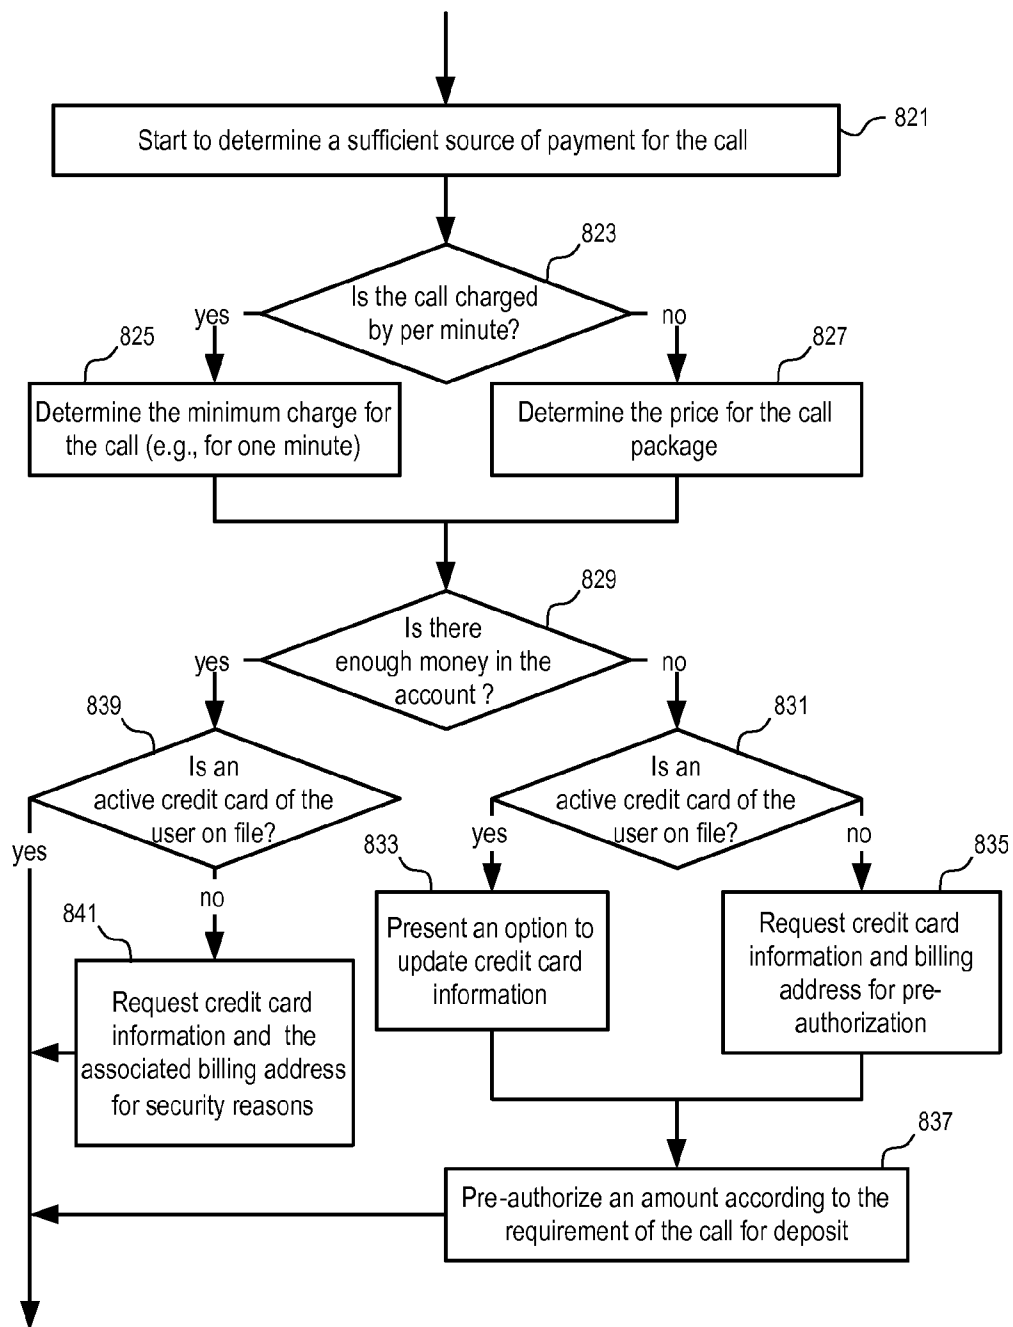 821
Start to determine a sufficient source of payment for the call
823
Is the call charged
by per minute?
yes
no
825
827
Determine the minimum charge for
the call (e.g., for one minute)
Determine the price for the call
package
829
Is there
enough money in the
account ?
yes
no
839
831
Is an
active credit card of the
user on file?
Is an
active credit card of the
user on file?
yes
no
yes
no
833
835
841
Present an option to
update credit card
information
Request credit card
information and billing
address for pre-
authorization
Request credit card
information and the
associated billing address
for security reasons
837
Pre-authorize an amount according to the
requirement of the call for deposit